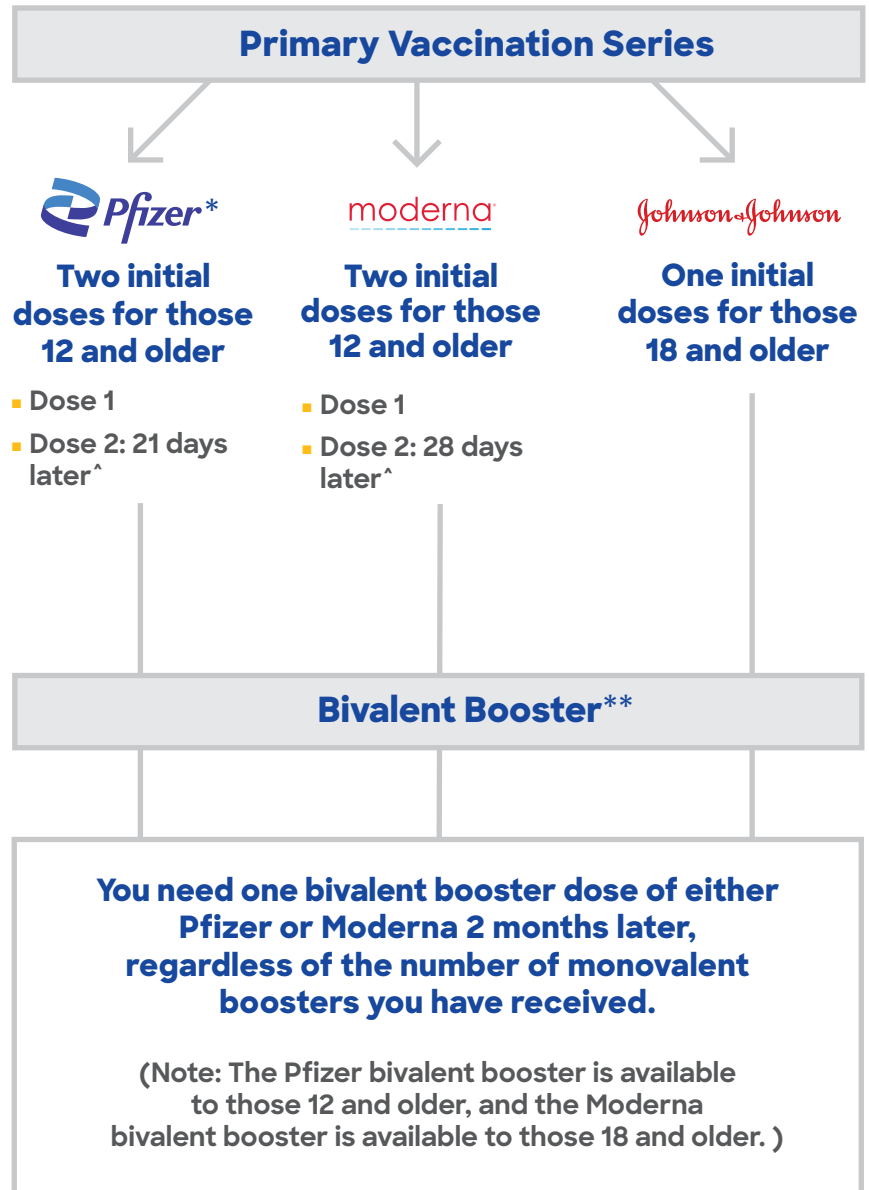 Primary Vaccination Series
Pfizer*
Two initial
doses for those
12 and older
▪ Dose 1
▪ Dose 2: 21 days
later^
moderna
Two initial
doses for those
12 and older
▪ Dose 1
▪ Dose 2: 28 days
later^
Johnson & Johnson
One initial
doses for those
18 and older
Bivalent Booster**
You need one bivalent booster dose of either
Pfizer or Moderna 2 months later,
regardless of the number of monovalent
boosters you have received.
(Note: The Pfizer bivalent booster is available
to those 12 and older, and the Moderna
bivalent booster is available to those 18 and older. )